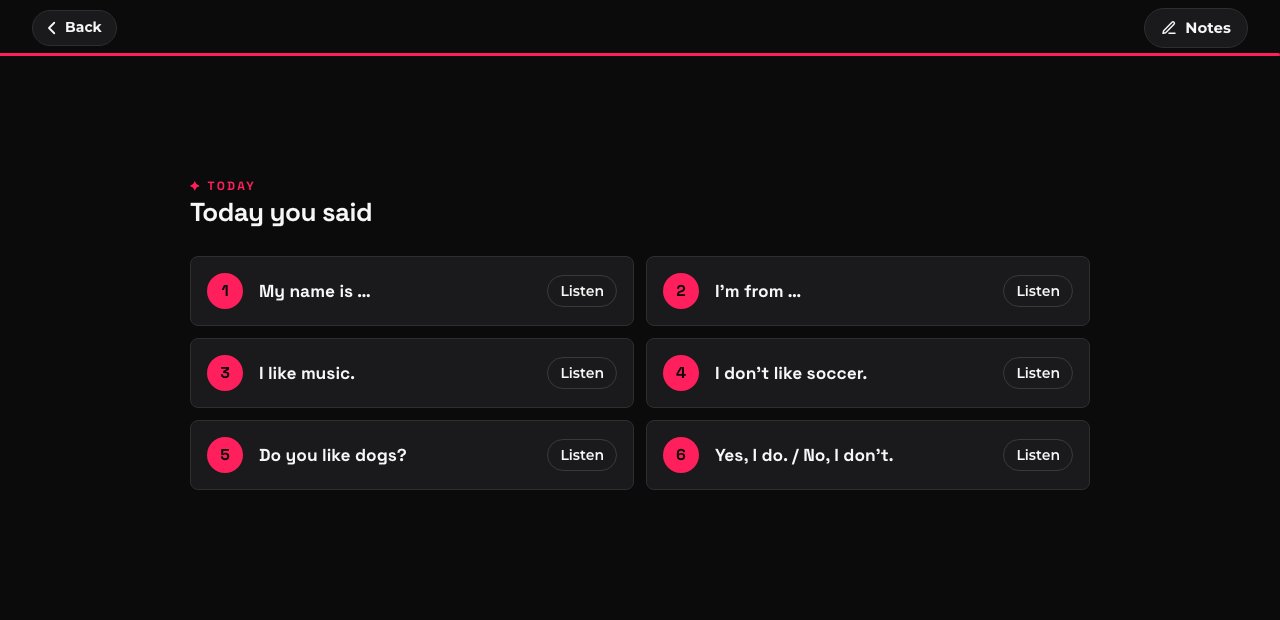 Back
Notes
TODAY
Today you said
1 My name is ... Listen
2 I'm from ... Listen
3 I like music. Listen
4 I don't like soccer. Listen
5 Do you like dogs? Listen
6 Yes, I do. / No, I don't. Listen